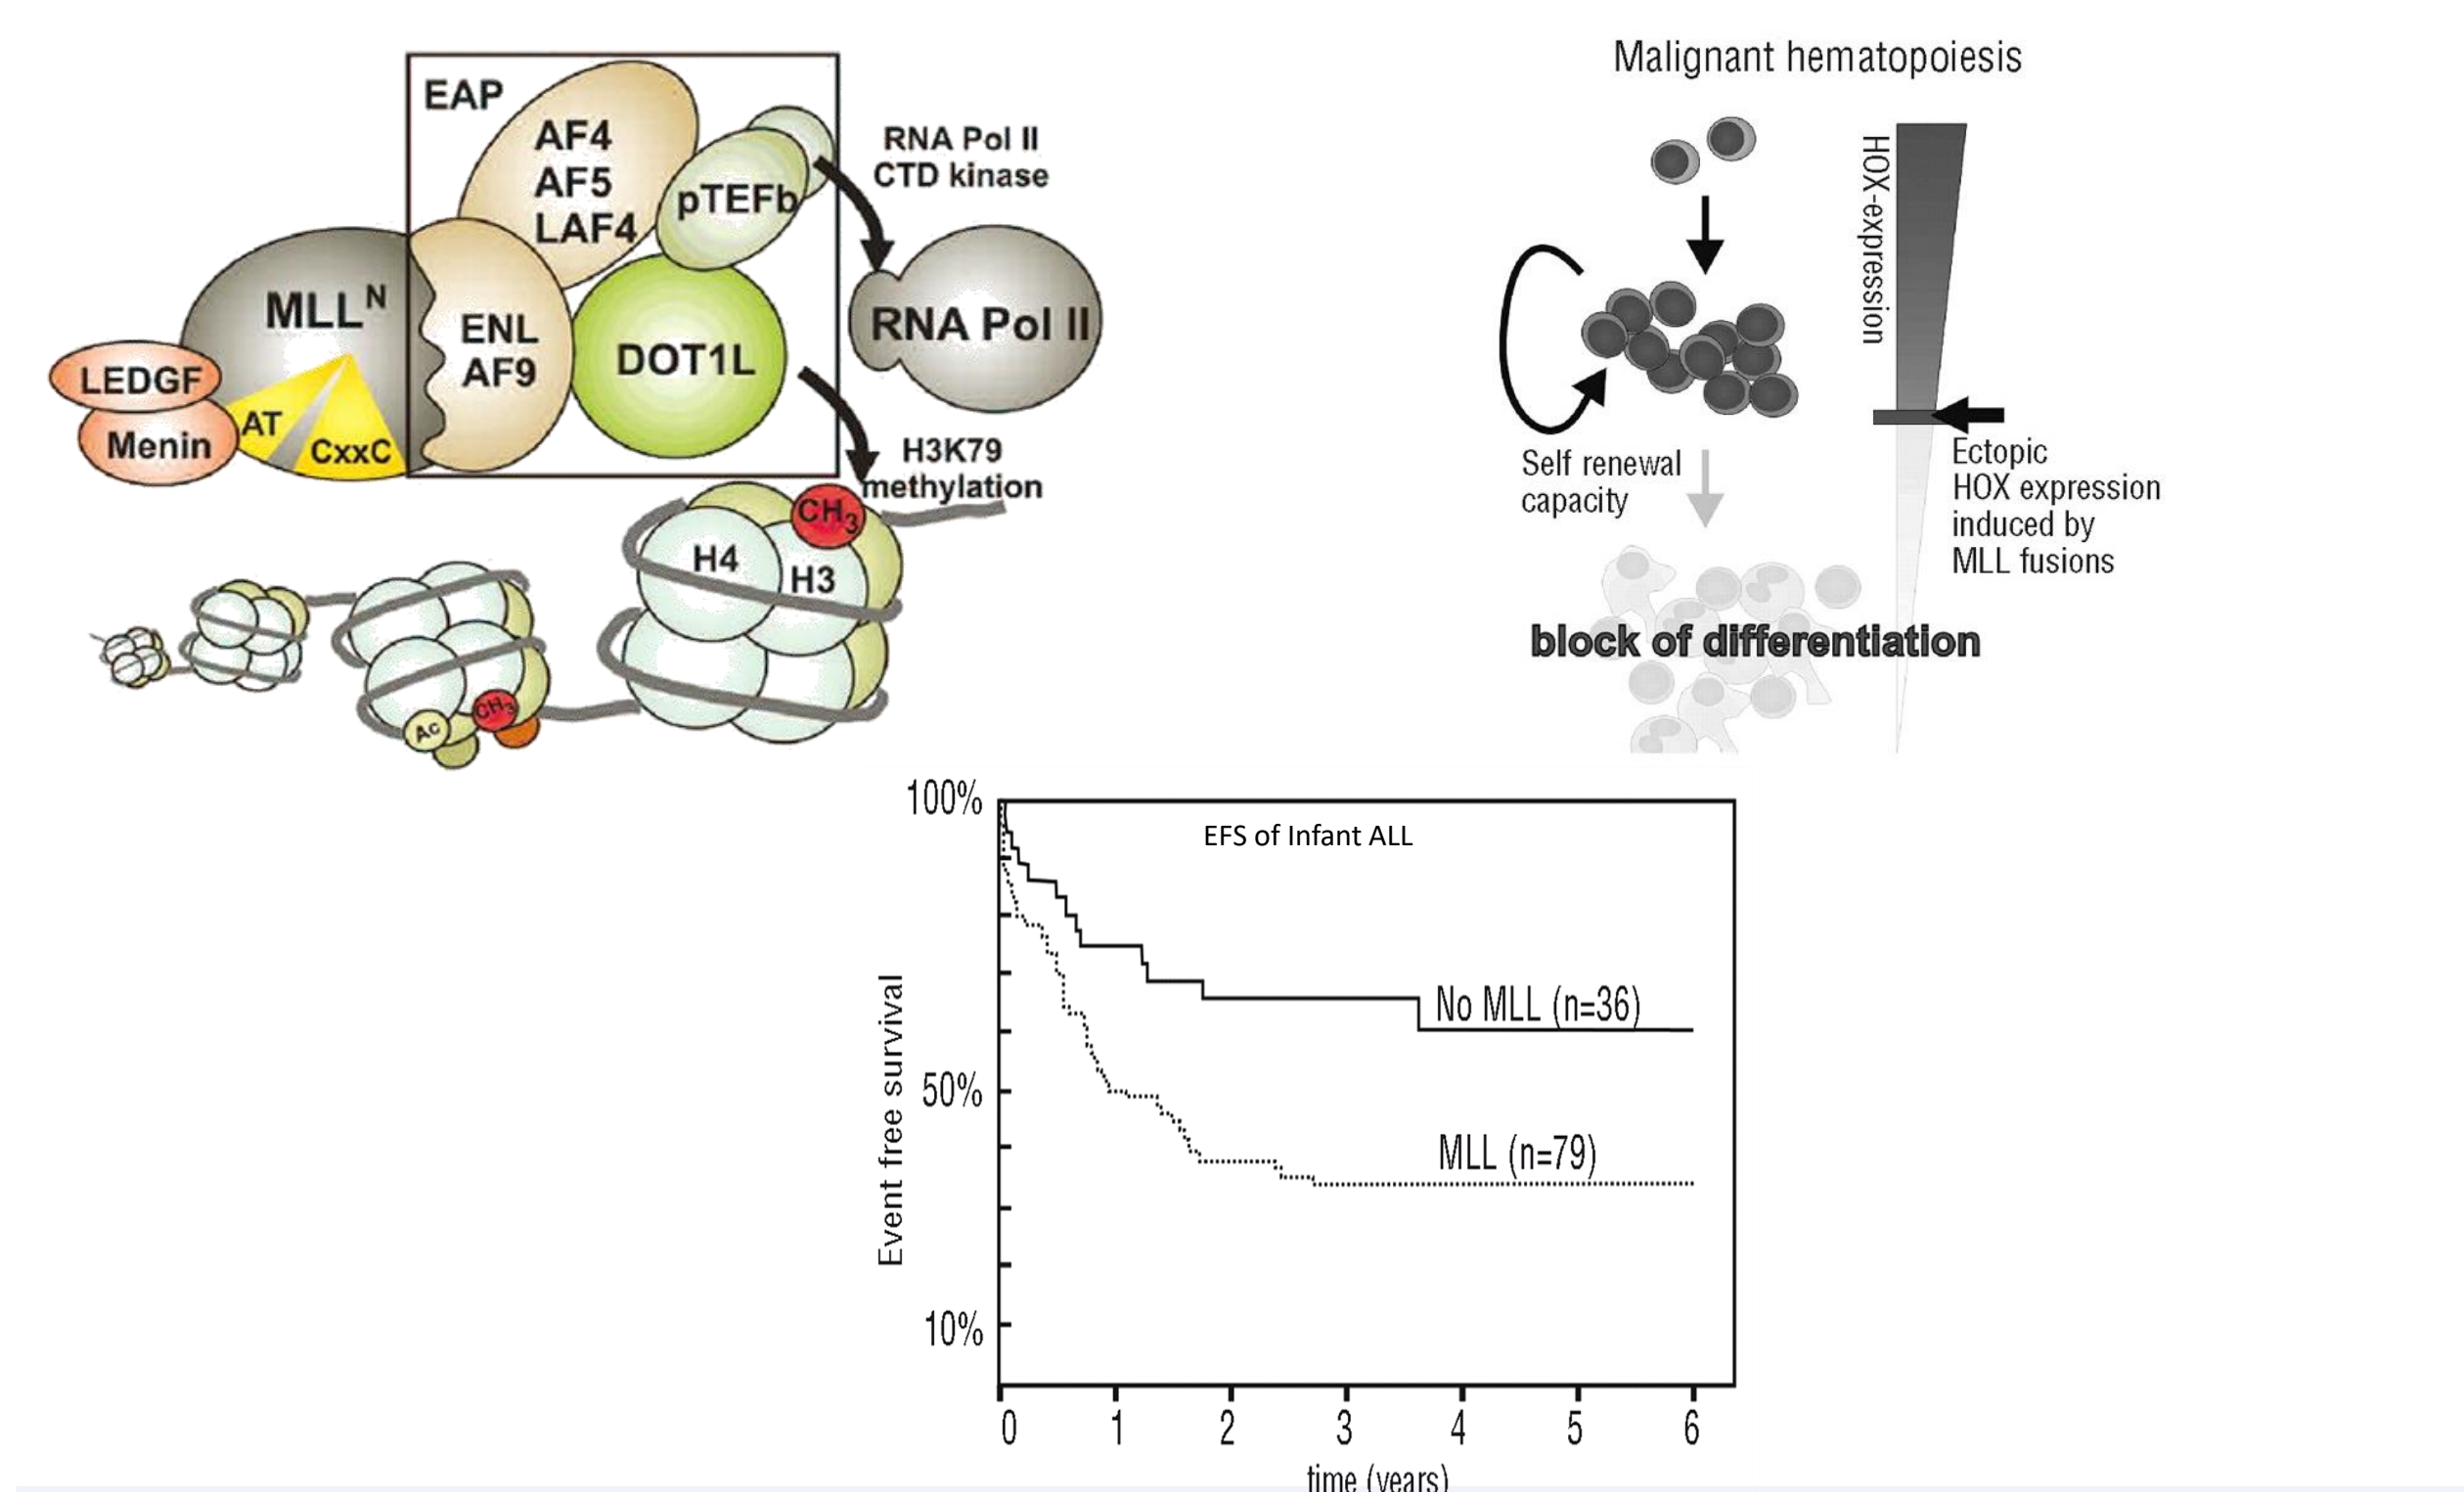 EAP
AF4
AF5
LAF4
pTEFb
RNA Pol II
CTD kinase
MLL N
ENL
AF9
DOT1L
RNA Pol II
LEDGF
Menin
AT
CxxC
H3K79
methylation
CH3
H4
H3
Ac
CH3
Malignant hematopoiesis
HOX-expression
Self renewal
capacity
Ectopic
HOX expression
induced by
MLL fusions
block of differentiation
100%
EFS of Infant ALL
Event free survival
No MLL (n=36)
50%
MLL (n=79)
10%
0 1 2 3 4 5 6
time (years)